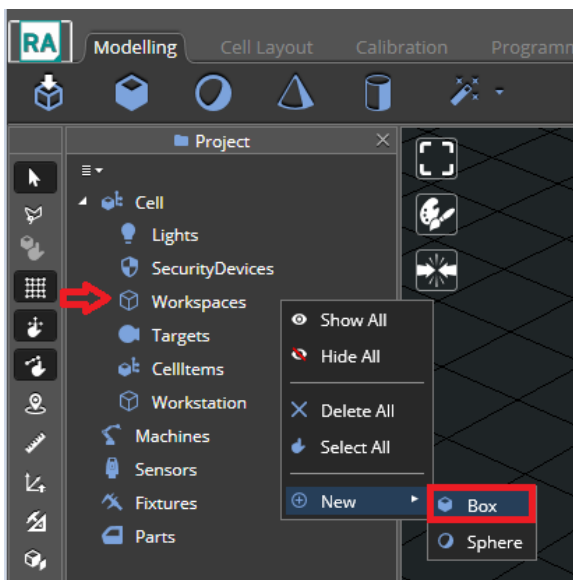 RA Modelling Cell Layout Calibration Programm
Project
Cell
Lights
SecurityDevices
Workspaces
Targets
CellItems
Workstation
Machines
Sensors
Fixtures
Parts
Show All
Hide All
Delete All
Select All
New
Box
Sphere